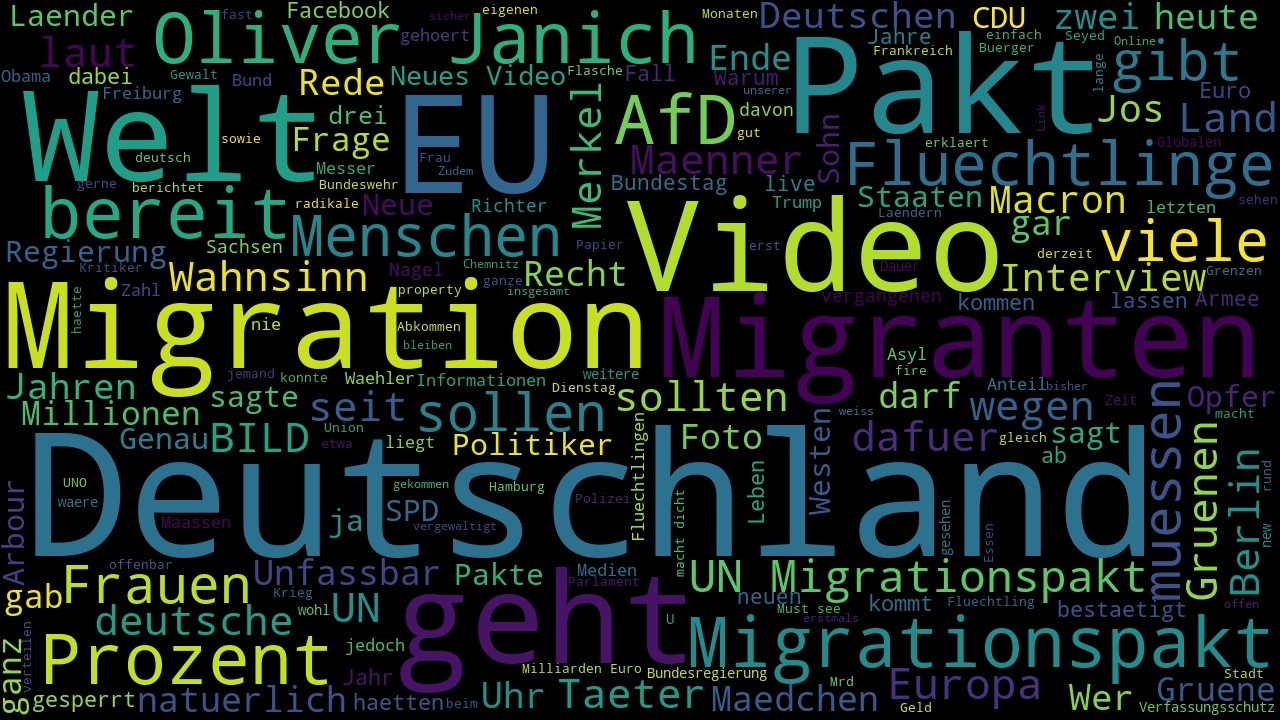 Laender
fast
Facebook
sicher
eigenen
Monaten
Deutschen
CDU
zwei
heute
laut
Oliver Janich
gehoert
Jahre
einfach
Seyed
Online
Frankreich
Buerger
Pakt
gibt
Obama
dabei
Gewalt
Bund
Rede
Neues Video
Flasche
Fall
Ende
Warum
lange
Euro
Welt
Freiburg
drei
EU
AfD
davon
Jos
Land
sowie
Frage
Merkel
gut
Link
deutsch
Messer
Frau
Zudem
Maenner
Sohn
erklaert
Globalen
Fluechtlinge
gerne
berichtet
Bundeswehr
Bundestag
live
Staaten
Macron
sehen
bereit
radikale
Neue
Richter
Video
Trump
Laendern
letzten
gar
viele
Regierung
Sachsen
Menschen
Papier
erst
derzeit
Kritiker
Wahnsinn
Nagel
Chemnitz
ganze
Recht
Dauer
Interview
Grenzen
haette
Zahl
property
insgesamt
vergangenen
kommen
lassen
Armee
Migration
nie
Abkommen
bleiben
Migranten
Asyl
fire
Jahren
jemand
konnte
Waehler
Informationen
weitere
Dienstag
sollten
darf
Anteil
bisher
Zeit
Opfer
Millionen
sagte
seit
sollen
weiss
wegen
muessen
macht
Genau
BILD
Union
etwa
liegt
Politiker
Fluechtlingen
Foto
Westen
dafuer
gleich
sagt
ab
Gruenen
Berlin
rund
Deutschland
UNO
waere
gekommen
Hamburg
Polizei
Leben
Arbour
Maassen
ja
SPD
vergewaltigt
macht dicht
gesehen
Essen
new
offenbar
gab
Frauen
Krieg
Unfassbar
Pakte
Medien
Parlament
UN Migrationspakt
neuen
kommt
Fluechtling
bestaetigt
offen
deutsche
wohl
UN
geht
U
Must see
erstmals
ganz
verteilen
Prozent
jedoch
Migrationspakt
Jahr
Milliarden Euro
Bundesregierung
Mrd
Stadt
gesperrt
natuerlich
haetten
beim
Uhr
Taeter
Maedchen
Europa
Geld
Wer
Gruene
Verfassungsschutz
unserer